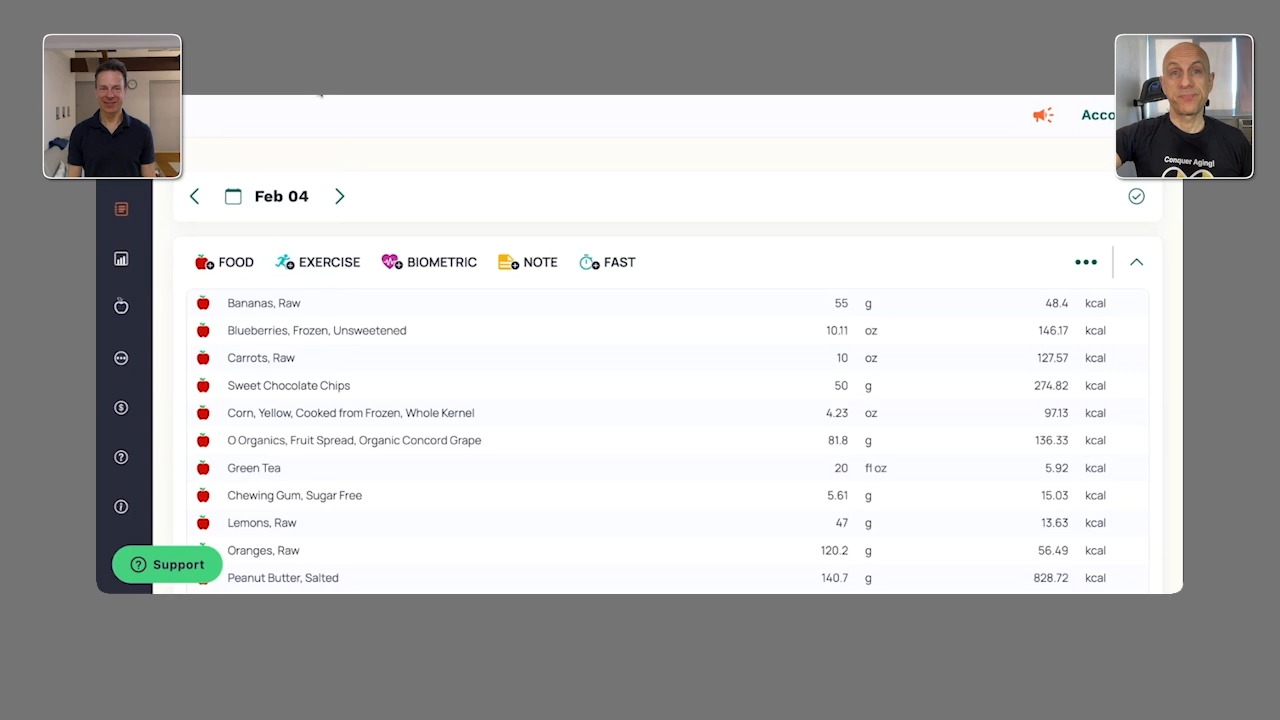 Acco
Conquer Aging!
Feb 04
FOOD EXERCISE BIOMETRIC NOTE FAST
Bananas, Raw 55 g 48.4 kcal
Blueberries, Frozen, Unsweetened 10.11 oz 146.17 kcal
Carrots, Raw 10 oz 127.57 kcal
Sweet Chocolate Chips 50 g 274.82 kcal
Corn, Yellow, Cooked from Frozen, Whole Kernel 4.23 oz 97.13 kcal
O Organics, Fruit Spread, Organic Concord Grape 81.8 g 136.33 kcal
Green Tea 20 fl oz 5.92 kcal
Chewing Gum, Sugar Free 5.61 g 15.03 kcal
Lemons, Raw 47 g 13.63 kcal
Oranges, Raw 120.2 g 56.49 kcal
Support
Peanut Butter, Salted 140.7 g 828.72 kcal